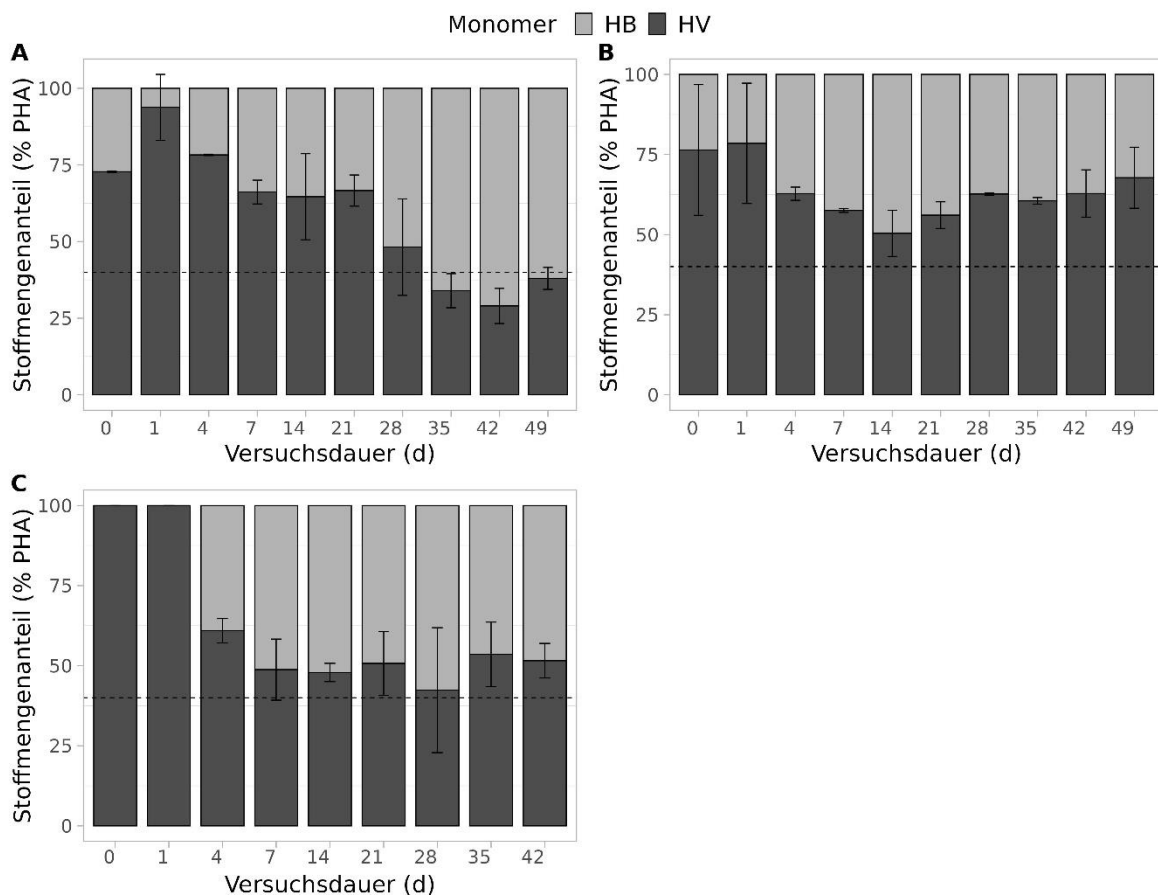 Monomer HB HV
A
Stoffmengenanteil (% PHA)
100
75
50
25
0
0 1 4 7 14 21 28 35 42 49
Versuchsdauer (d)
B
Stoffmengenanteil (% PHA)
100
75
50
25
0
0 1 4 7 14 21 28 35 42 49
Versuchsdauer (d)
C
Stoffmengenanteil (% PHA)
100
75
50
25
0
0 1 4 7 14 21 28 35 42
Versuchsdauer (d)